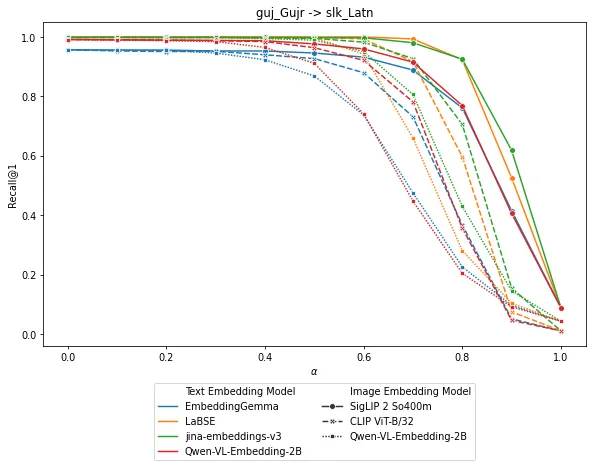 guj_Gujr -> slk_Latn
Recall@1
1.0
0.8
0.6
0.4
0.2
0.0
0.0 0.2 0.4 0.6 0.8 1.0
α
Text Embedding Model Image Embedding Model
EmbeddingGemma SigLIP 2 So400m
LaBSE CLIP ViT-B/32
jina-embeddings-v3 Qwen-VL-Embedding-2B
Qwen-VL-Embedding-2B